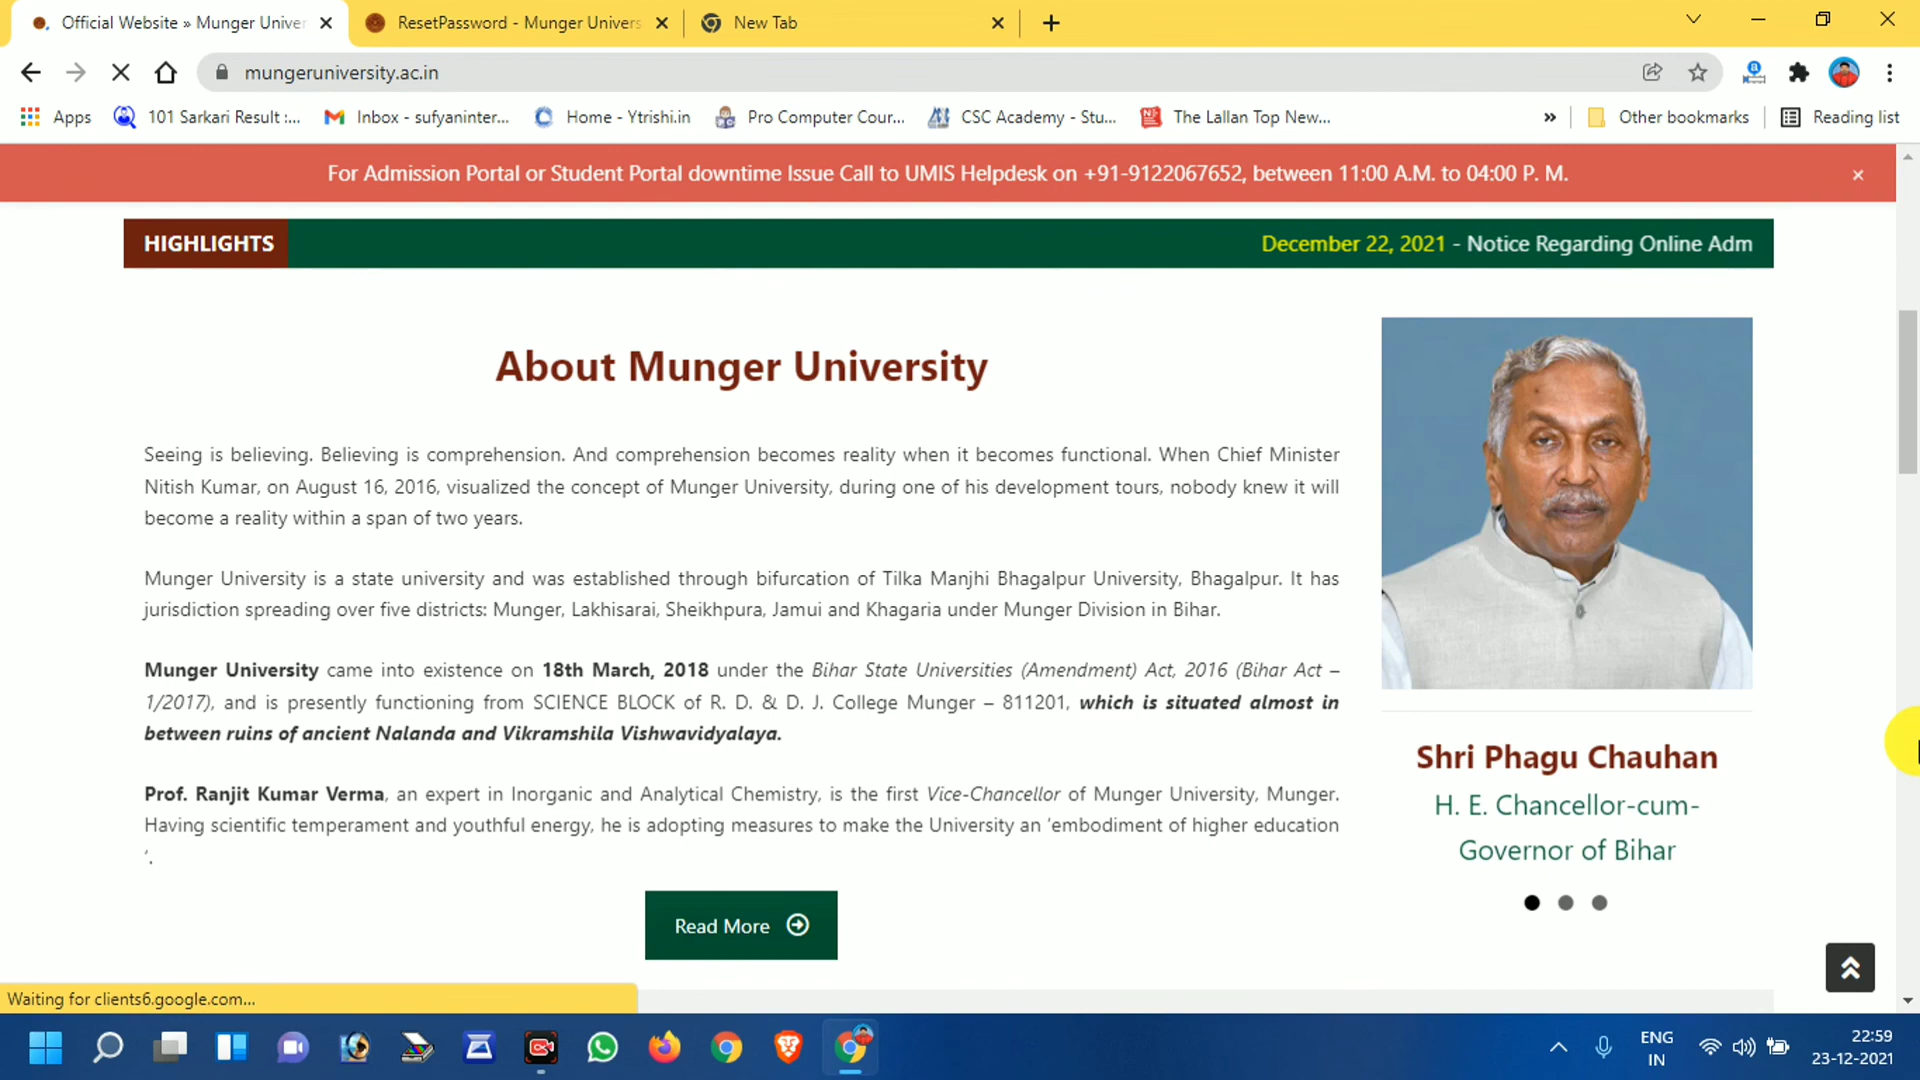 Official Website » Munger Univer
ResetPassword - Munger Univers
New Tab
mungeruniversity.ac.in
Apps
101 Sarkari Result :...
Inbox - sufyaninter...
Home - Ytrishi.in
Pro Computer Cour...
CSC Academy - Stu...
The Lallan Top New...
»
Other bookmarks
Reading list
For Admission Portal or Student Portal downtime Issue Call to UMIS Helpdesk on +91-9122067652, between 11:00 A.M. to 04:00 P. M.
HIGHLIGHTS
December 22, 2021 - Notice Regarding Online Adm
About Munger University
Seeing is believing. Believing is comprehension. And comprehension becomes reality when it becomes functional. When Chief Minister
Nitish Kumar, on August 16, 2016, visualized the concept of Munger University, during one of his development tours, nobody knew it will
become a reality within a span of two years.
Munger University is a state university and was established through bifurcation of Tilka Manjhi Bhagalpur University, Bhagalpur. It has
jurisdiction spreading over five districts: Munger, Lakhisarai, Sheikhpura, Jamui and Khagaria under Munger Division in Bihar.
Munger University came into existence on 18th March, 2018 under the Bihar State Universities (Amendment) Act, 2016 (Bihar Act –
1/2017), and is presently functioning from SCIENCE BLOCK of R. D. & D. J. College Munger – 811201, which is situated almost in
between ruins of ancient Nalanda and Vikramshila Vishwavidyalaya.
Prof. Ranjit Kumar Verma, an expert in Inorganic and Analytical Chemistry, is the first Vice-Chancellor of Munger University, Munger.
Having scientific temperament and youthful energy, he is adopting measures to make the University an ‘embodiment of higher education
‘.
Read More
Shri Phagu Chauhan
H. E. Chancellor-cum-
Governor of Bihar
Waiting for clients6.google.com...
ENG
IN
22:59
23-12-2021